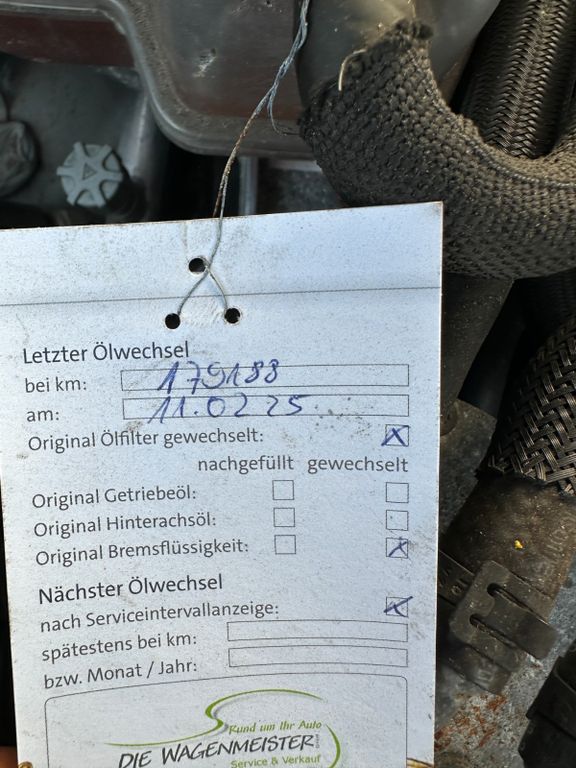 Letzter Ölwechsel
bei km: 179188
am: 11.02.25
Original Ölfilter gewechselt: X
nachgefüllt gewechselt
Original Getriebeöl:
Original Hinterachsöl:
Original Bremsflüssigkeit: X
Nächster Ölwechsel
nach Serviceintervallanzeige: X
spätestens bei km:
bzw. Monat / Jahr:
Rund um Ihr Auto
DIE WAGENMEISTER
Service & Verkauf